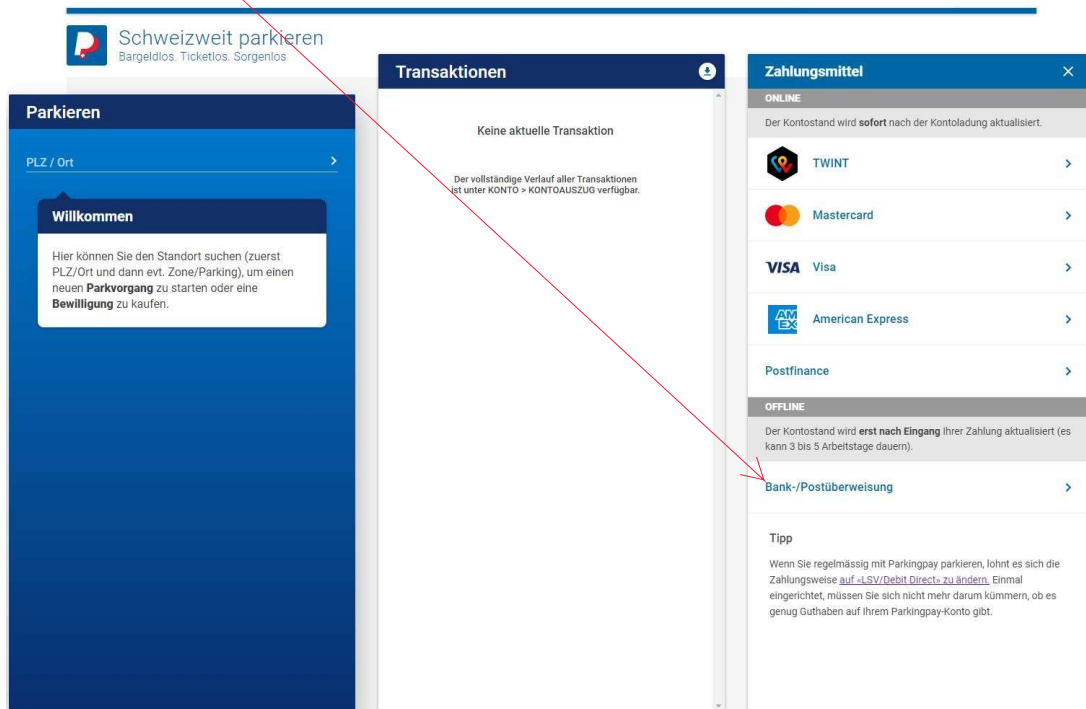 Schweizweit parkieren
Bargeldlos. Ticketlos. Sorgenlos
Parkieren
PLZ / Ort
Willkommen
Hier können Sie den Standort suchen (zuerst
PLZ/Ort und dann evt. Zone/Parking), um einen
neuen Parkvorgang zu starten oder eine
Bewilligung zu kaufen.
Transaktionen
Keine aktuelle Transaktion
Der vollständige Verlauf aller Transaktionen
ist unter KONTO > KONTOAUSZUG verfügbar.
Zahlungsmittel
ONLINE
Der Kontostand wird sofort nach der Kontoladung aktualisiert.
TWINT
Mastercard
VISA Visa
AM EX American Express
Postfinance
OFFLINE
Der Kontostand wird erst nach Eingang Ihrer Zahlung aktualisiert (es
kann 3 bis 5 Arbeitstage dauern).
Bank-/Postüberweisung
Tipp
Wenn Sie regelmässig mit Parkingpay parkieren, lohnt es sich die
Zahlungsweise auf «LSV/Debit Direct» zu ändern. Einmal
eingerichtet, müssen Sie sich nicht mehr darum kümmern, ob es
genug Guthaben auf Ihrem Parkingpay-Konto gibt.